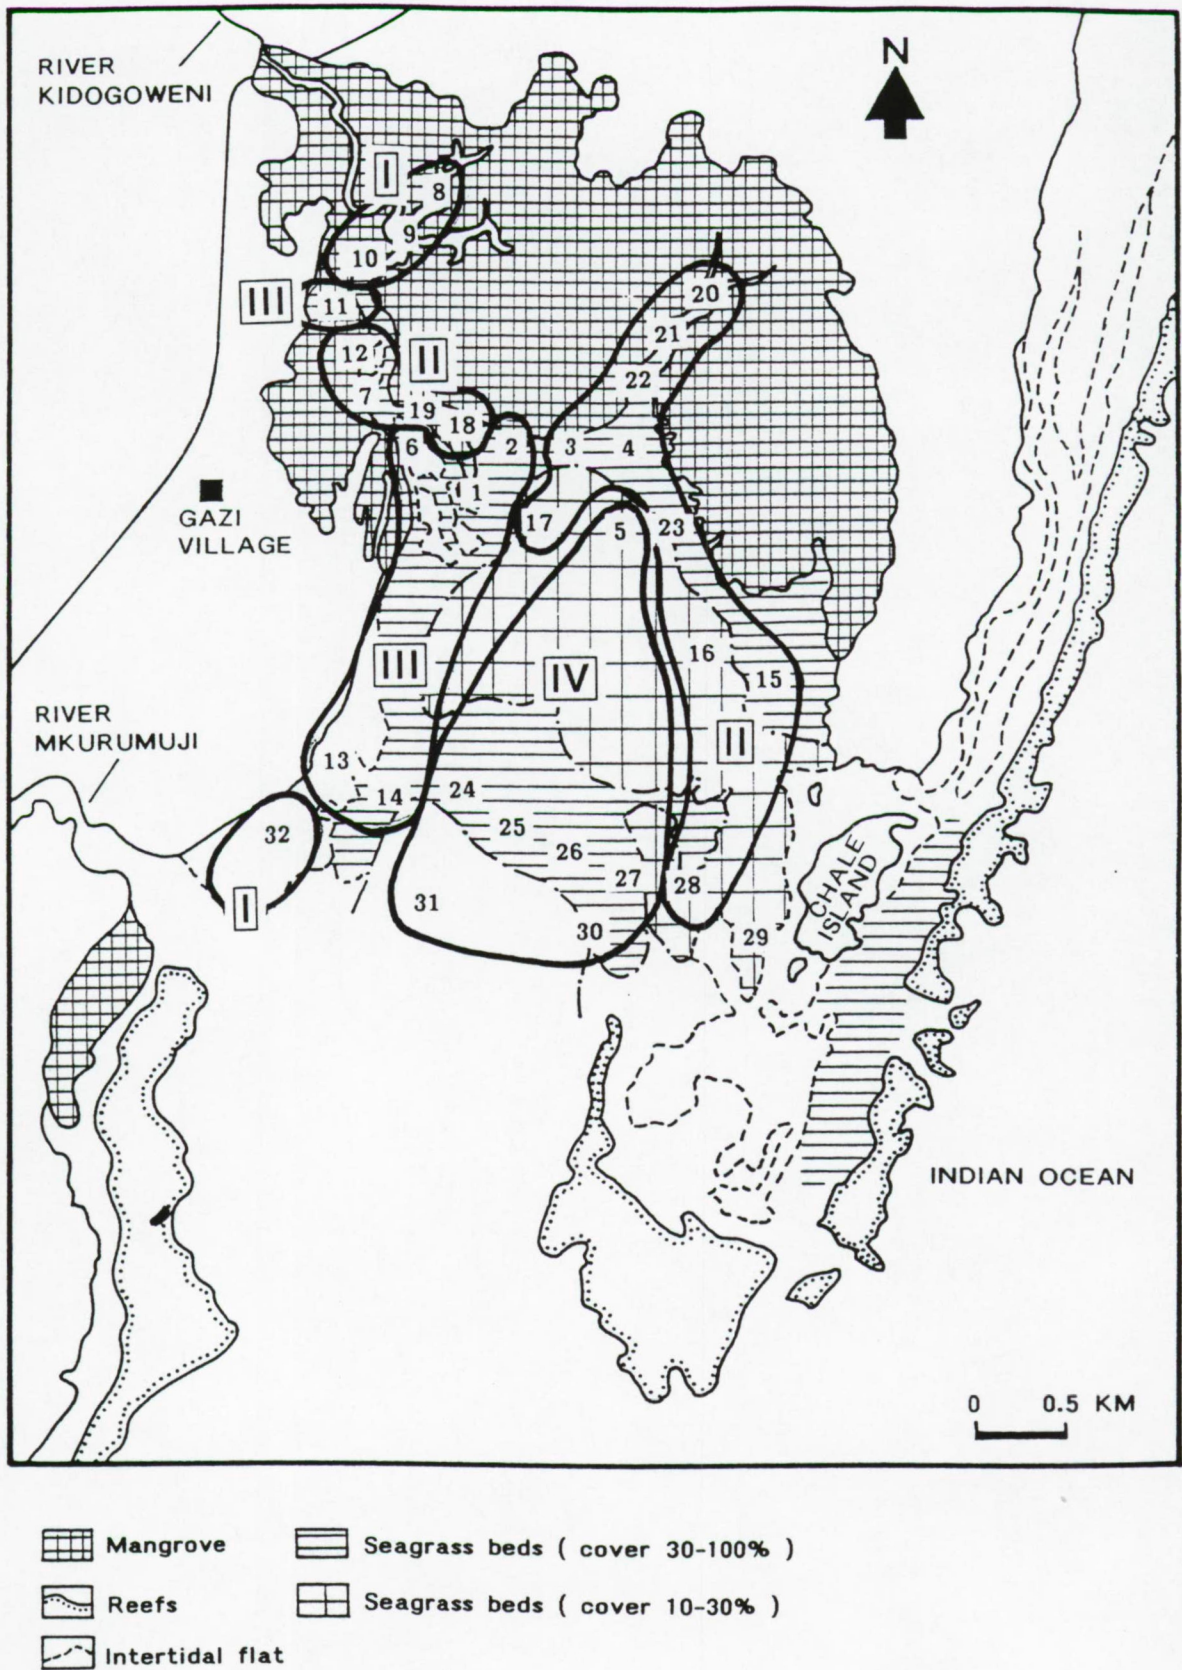 RIVER
KIDOGOWENI
N
I
8
9
10
III
11
20
21
12
II
22
7
19
18
6
2
3
4
1
GAZI
VILLAGE
17
5
23
16
III
IV
15
RIVER
MKURUMUJI
II
13
24
14
25
32
26
27
28
CHALE
ISLAND
31
I
30
29
INDIAN OCEAN
0 0.5 KM
Mangrove
Seagrass beds ( cover 30-100% )
Reefs
Seagrass beds ( cover 10-30% )
Intertidal flat